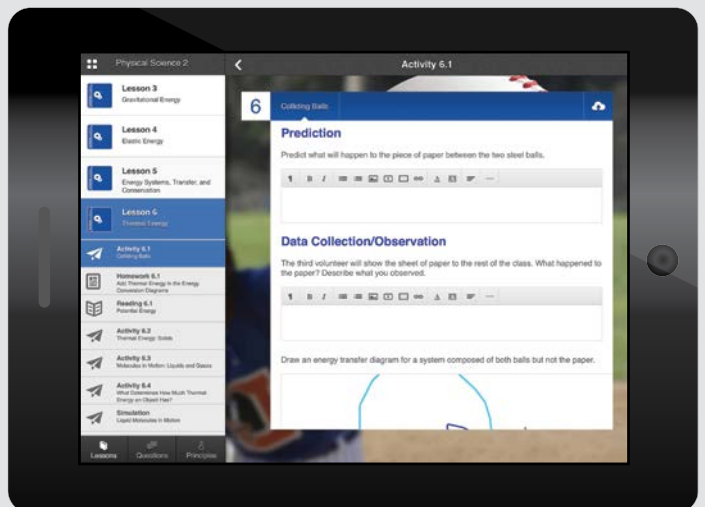 Physical Science 2
Activity 6.1
Lesson 3
Gravitational Energy
Lesson 4
Elastic Energy
Lesson 5
Energy Systems, Transfer, and
Conservation
Lesson 6
Thermal Energy
Activity 6.1
Colliding Balls
Homework 6.1
Add Thermal Energy to the Energy
Conversion Diagrams
Reading 6.1
Potential Energy
Activity 6.2
Thermal Energy: Solids
Activity 6.3
Molecules in Motion: Liquids and Gases
Activity 6.4
What Determines How Much Thermal
Energy an Object Has?
Simulation
Liquid Molecules in Motion
Lessons
Questions
Principles
6
Colliding Balls
Prediction
Predict what will happen to the piece of paper between the two steel balls.
B I
A
Data Collection/Observation
The third volunteer will show the sheet of paper to the rest of the class. What happened to
the paper? Describe what you observed.
B I
A
Draw an energy transfer diagram for a system composed of both balls but not the paper.